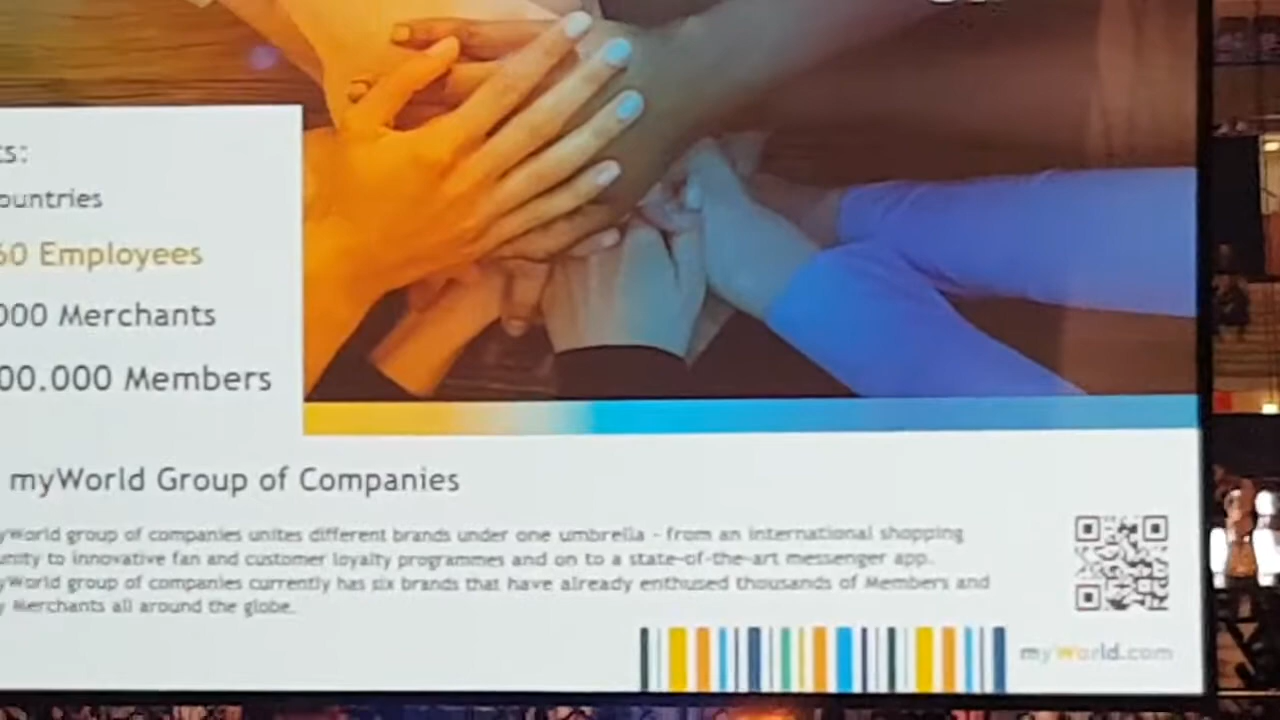 ts:
ountries
60 Employees
000 Merchants
00.000 Members
myWorld Group of Companies
yWorld group of companies unites different brands under one umbrella - from an international shopping
unity to innovative fan and customer loyalty programmes and on to a state-of-the-art messenger app.
yWorld group of companies currently has six brands that have already enthused thousands of Members and
y Merchants all around the globe.
myWorld.com